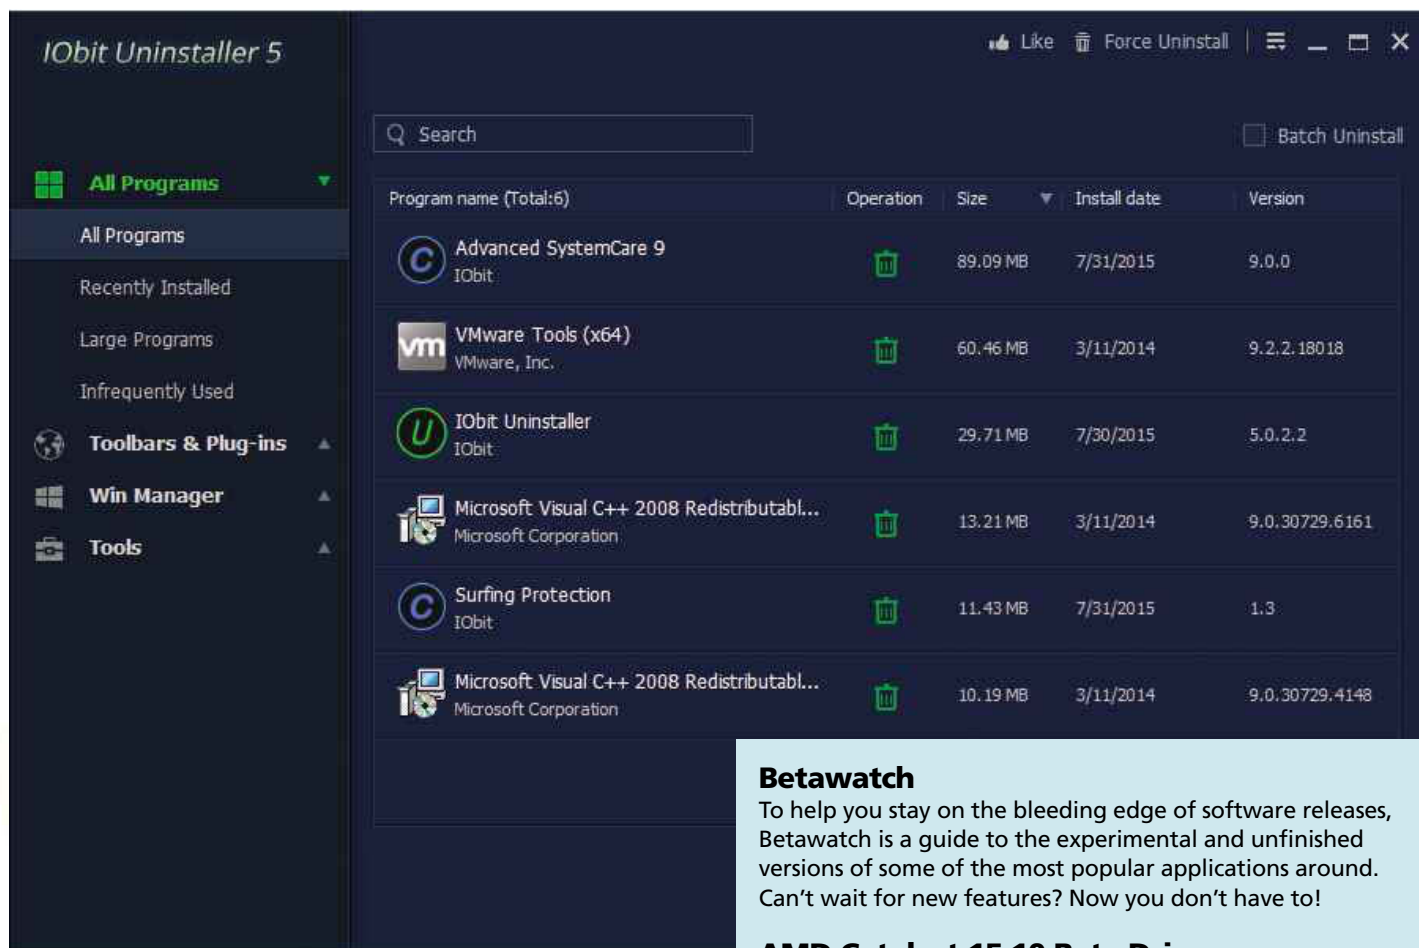 IObit Uninstaller 5
Like Force Uninstall
Search
Batch Uninstall
All Programs
All Programs
Recently Installed
Large Programs
Infrequently Used
Toolbars & Plug-ins
Win Manager
Tools
Program name (Total:6) Operation Size Install date Version
Advanced SystemCare 9
IObit
89.09 MB 7/31/2015 9.0.0
VMware Tools (x64)
VMware, Inc.
60.46 MB 3/11/2014 9.2.2.18018
IObit Uninstaller
IObit
29.71 MB 7/30/2015 5.0.2.2
Microsoft Visual C++ 2008 Redistributabl...
Microsoft Corporation
13.21 MB 3/11/2014 9.0.30729.6161
Surfing Protection
IObit
11.43 MB 7/31/2015 1.3
Microsoft Visual C++ 2008 Redistributabl...
Microsoft Corporation
10.19 MB 3/11/2014 9.0.30729.4148
Betawatch
To help you stay on the bleeding edge of software releases,
Betawatch is a guide to the experimental and unfinished
versions of some of the most popular applications around.
Can't wait for new features? Now you don't have to!
AMD Catalyst 15.10 Beta